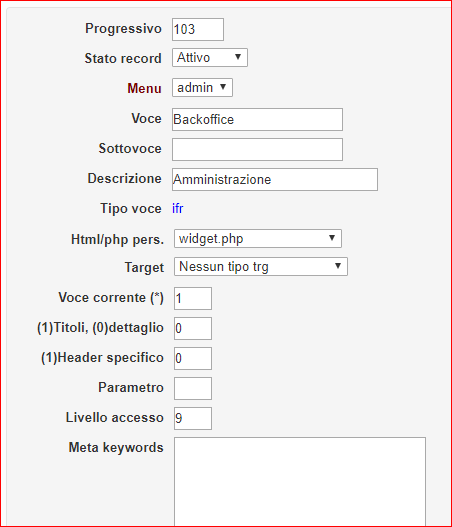 Progressivo 103
Stato record Attivo
Menu admin
Voce Backoffice
Sottovoce
Descrizione Amministrazione
Tipo voce ifr
Html/php pers. widget.php
Target Nessun tipo trg
Voce corrente (*) 1
(1)Titoli, (0)dettaglio 0
(1)Header specifico 0
Parametro
Livello accesso 9
Meta keywords